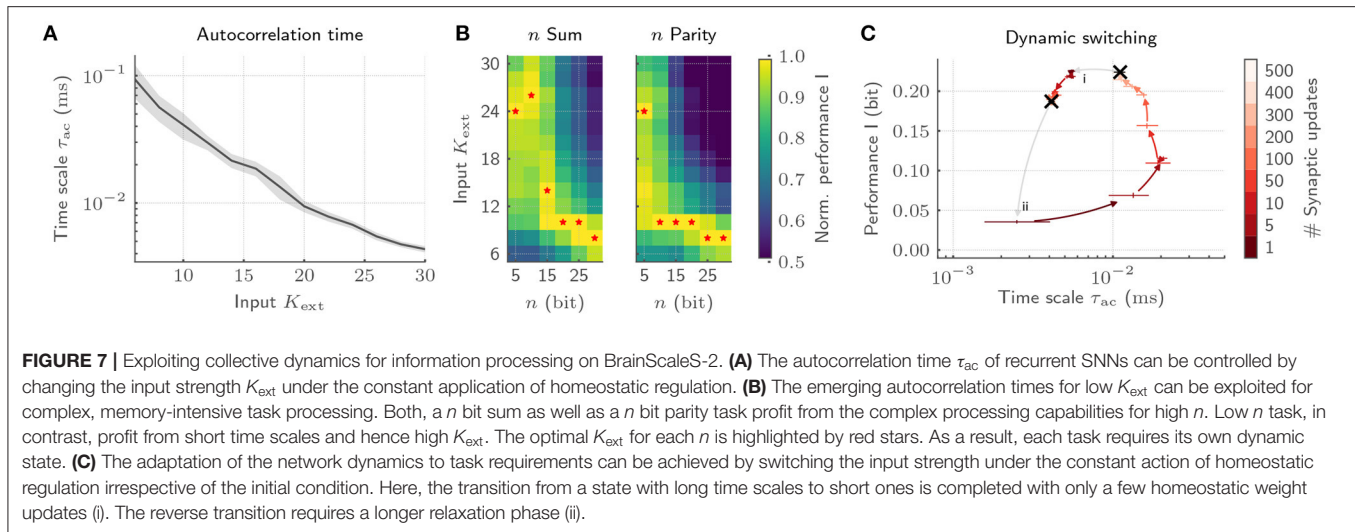 A
Autocorrelation time
10⁻¹
10⁻²
Time scale τac (ms)
10
15
20
25
30
Input Kext
B
n Sum
n Parity
30
24
18
12
6
Input Kext
5
15
25
n (bit)
5
15
25
n (bit)
1.0
0.9
0.8
0.7
0.6
0.5
Norm. performance I
C
Dynamic switching
0.20
0.15
0.10
0.05
0.00
Performance I (bit)
i
ii
10⁻³
10⁻²
Time scale τac (ms)
500
400
300
200
100
50
10
5
1
# Synaptic updates
FIGURE 7 | Exploiting collective dynamics for information processing on BrainScaleS-2. (A) The autocorrelation time τac of recurrent SNNs can be controlled by
changing the input strength Kext under the constant application of homeostatic regulation. (B) The emerging autocorrelation times for low Kext can be exploited for
complex, memory-intensive task processing. Both, a n bit sum as well as a n bit parity task profit from the complex processing capabilities for high n. Low n task, in
contrast, profit from short time scales and hence high Kext. The optimal Kext for each n is highlighted by red stars. As a result, each task requires its own dynamic
state. (C) The adaptation of the network dynamics to task requirements can be achieved by switching the input strength under the constant action of homeostatic
regulation irrespective of the initial condition. Here, the transition from a state with long time scales to short ones is completed with only a few homeostatic weight
updates (i). The reverse transition requires a longer relaxation phase (ii).